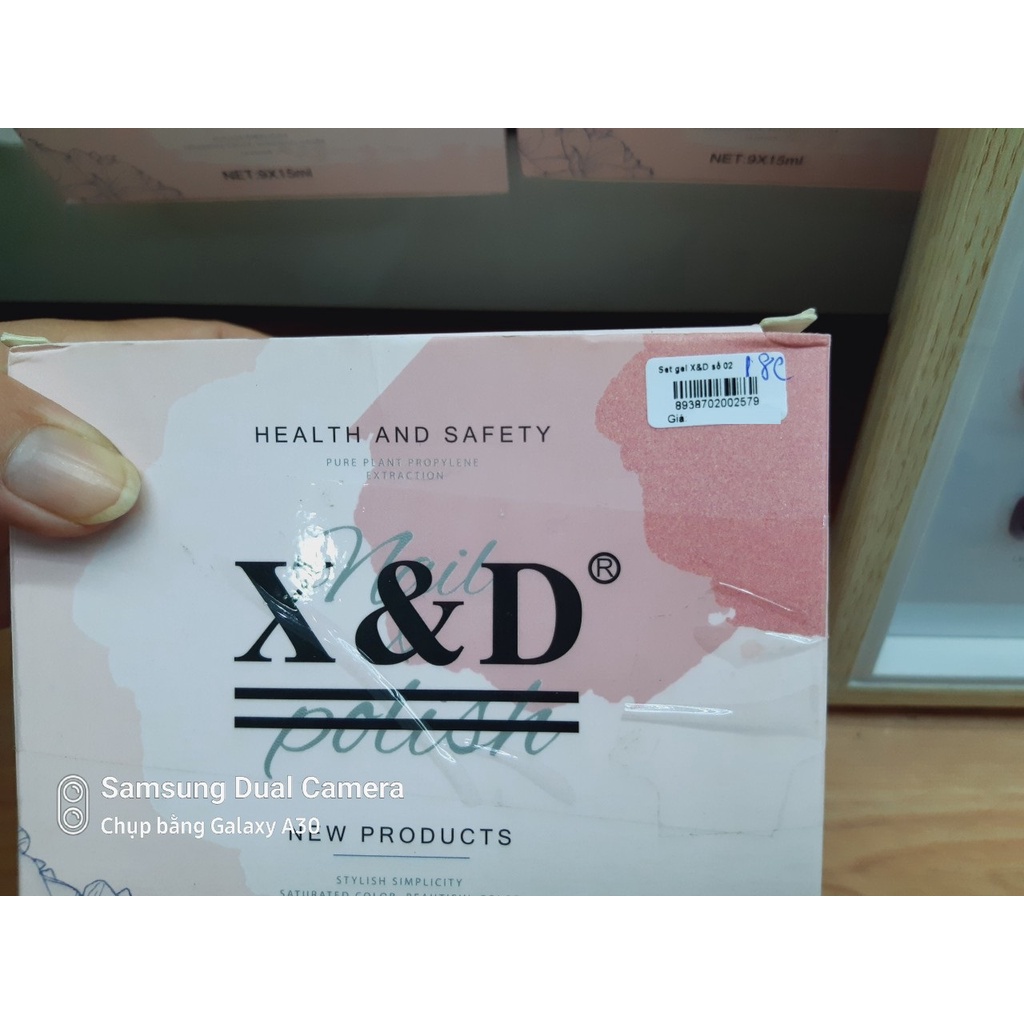 NET:9X15ml
NET:9X15ml
Set gel X&D số 02
8938702002579
Giá:
HEALTH AND SAFETY
PURE PLANT PROPYLENE
EXTRACTION
Nail
X&D®
polish
Samsung Dual Camera
Chụp bằng Galaxy A30
NEW PRODUCTS
STYLISH SIMPLICITY